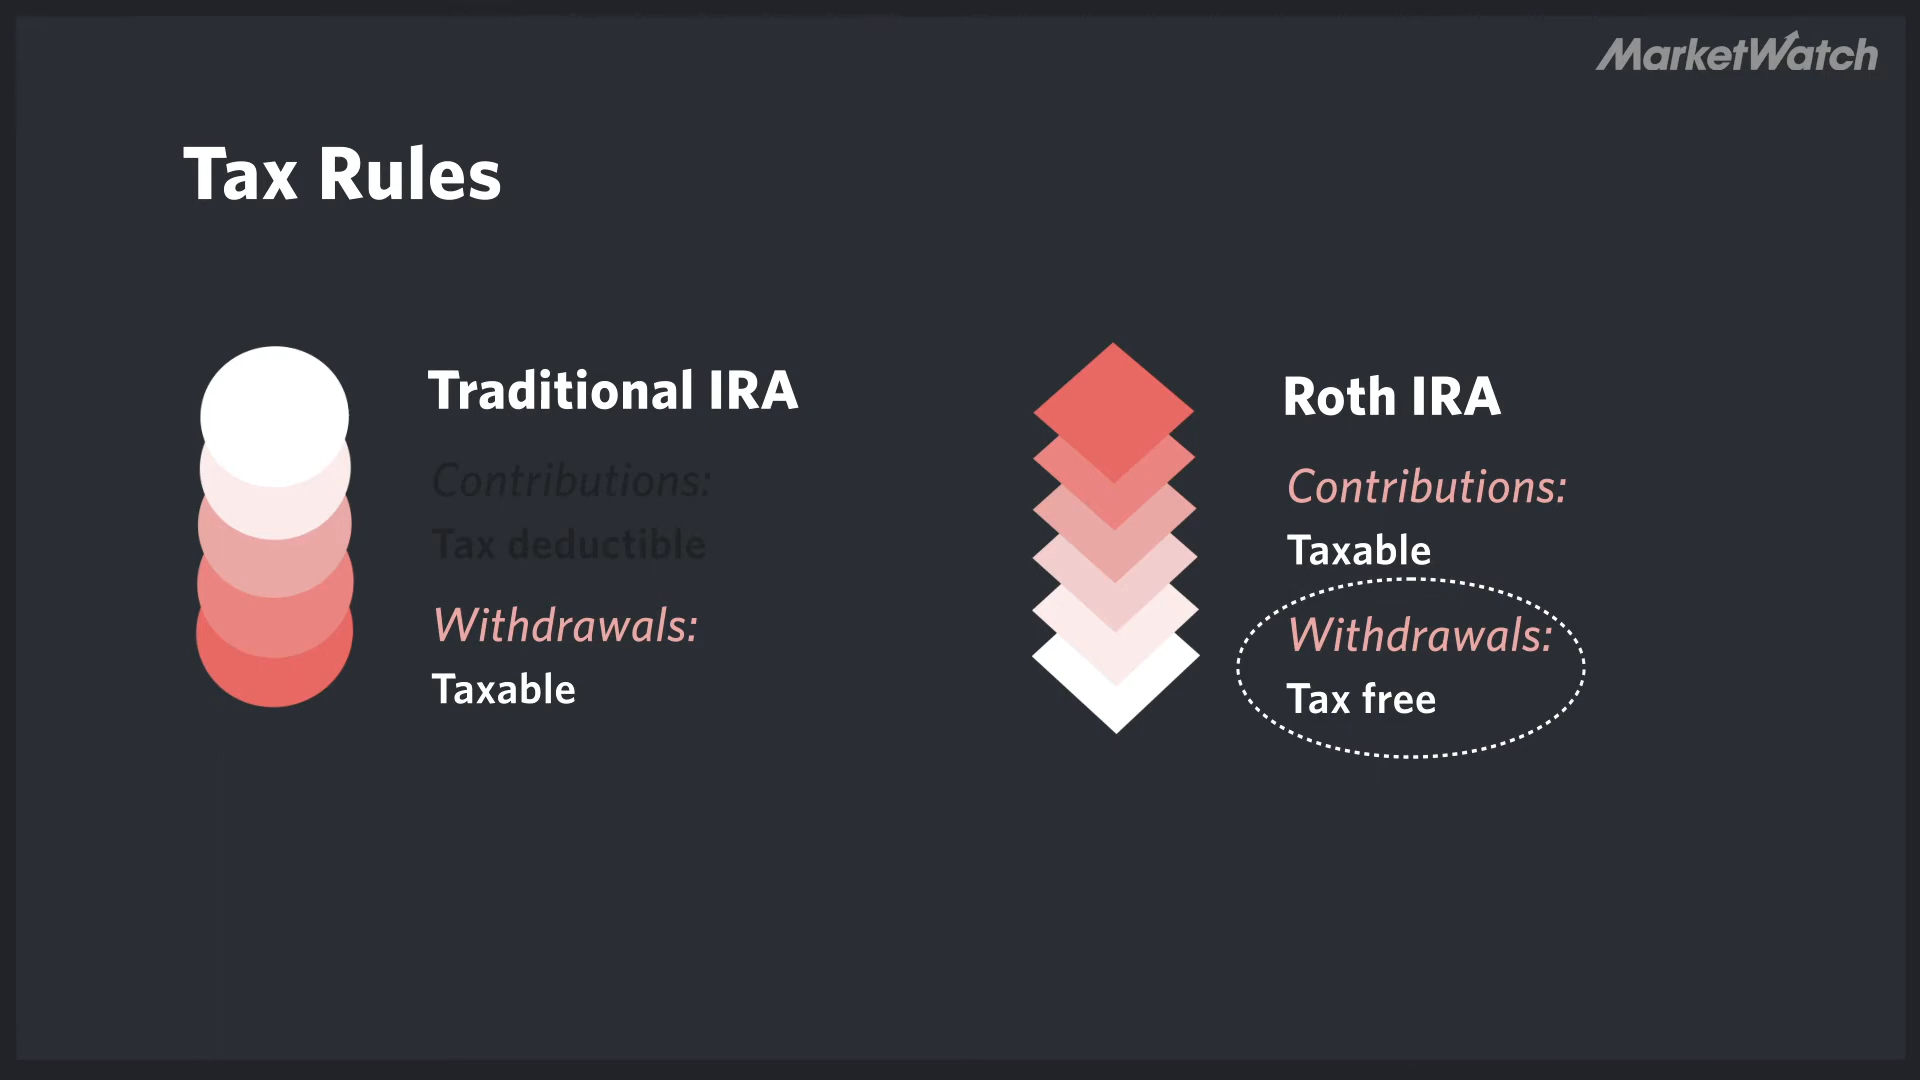 MarketWatch
Tax Rules
Traditional IRA
Contributions:
Tax deductible
Withdrawals:
Taxable
Roth IRA
Contributions:
Taxable
Withdrawals:
Tax free